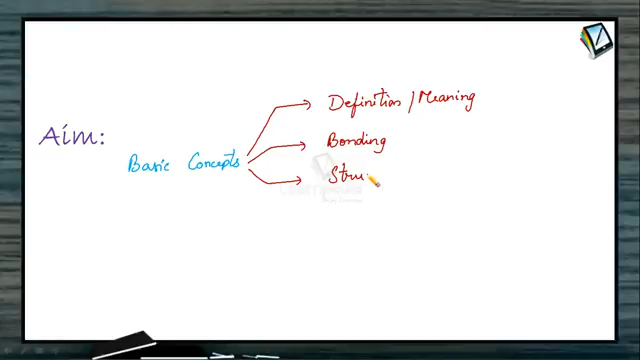 Definition / Meaning
Aim:
Basic Concepts
Bonding
Stru